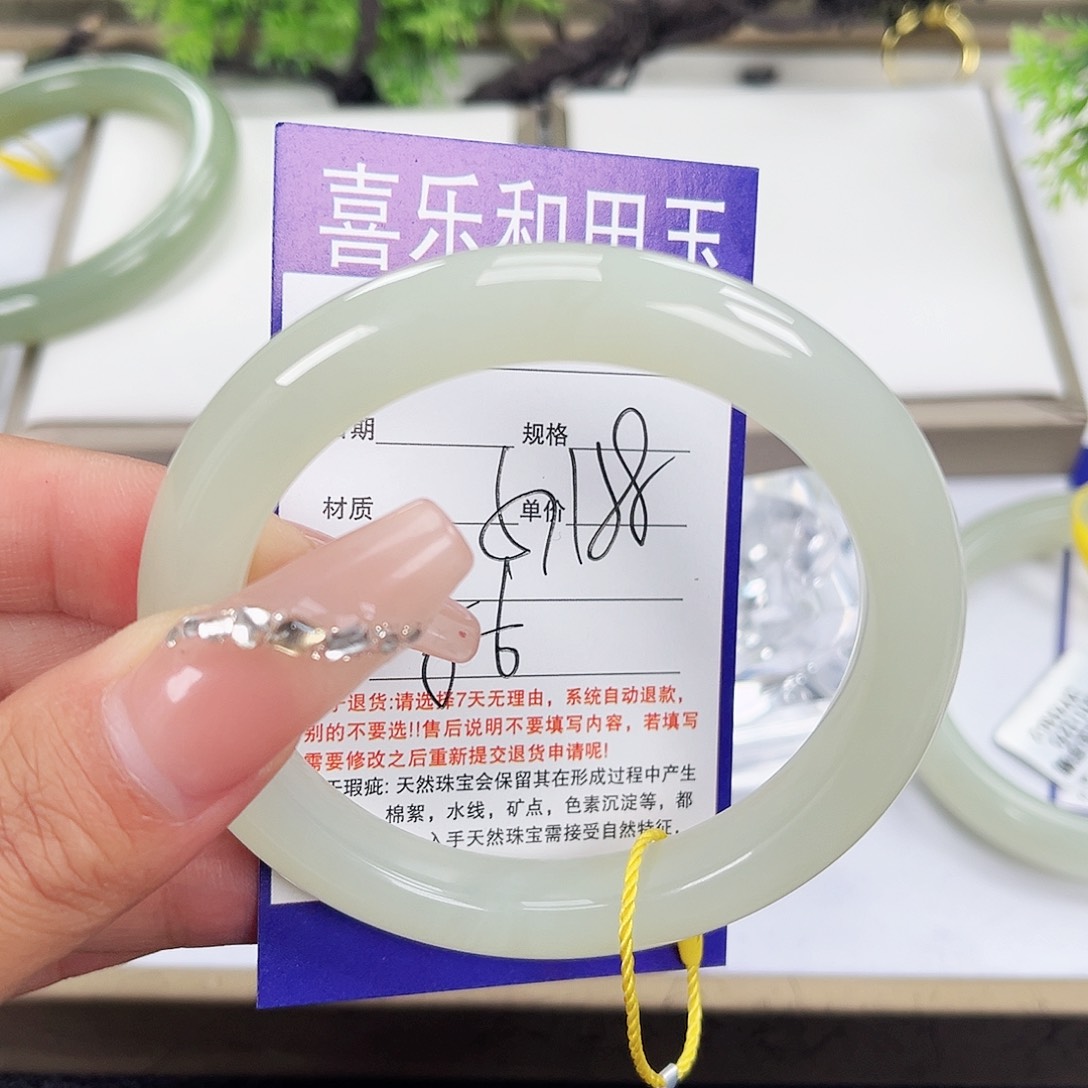 喜乐和田玉
期 规格
材质 单价
退货:请选择7天无理由，系统自动退款，
别的不要选!!售后说明不要填写内容，若填写
需要修改之后重新提交退货申请呢!
瑕疵: 天然珠宝会保留其在形成过程中产生
棉絮，水线，矿点，色素沉淀等，都
入手天然珠宝需接受自然特征，